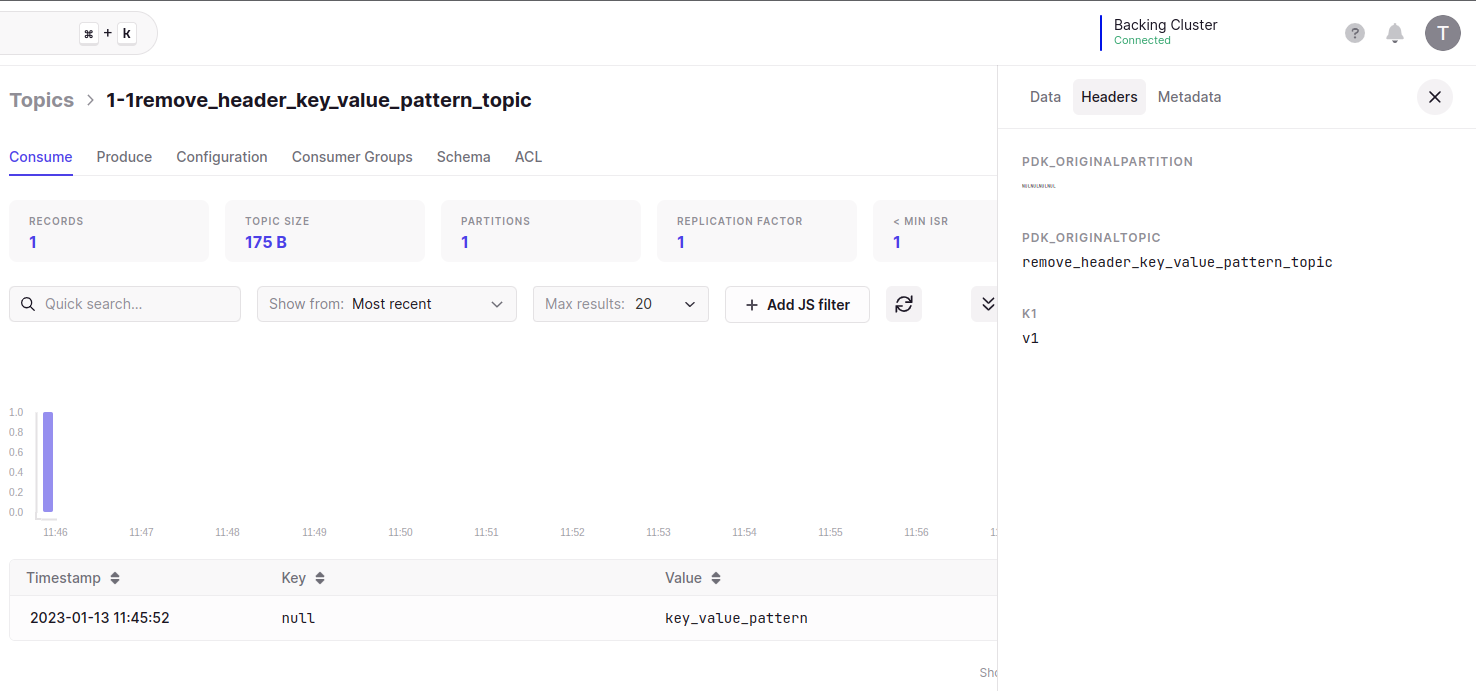 ⌘ + K
Backing Cluster
Connected
? T
Topics > 1-1remove_header_key_value_pattern_topic
Consume Produce Configuration Consumer Groups Schema ACL
RECORDS
1
TOPIC SIZE
175 B
PARTITIONS
1
REPLICATION FACTOR
1
< MIN ISR
1
Quick search...
Show from: Most recent
Max results: 20
+ Add JS filter
1.0
0.8
0.6
0.4
0.2
0.0
11:46 11:47 11:48 11:49 11:50 11:51 11:52 11:53 11:54 11:55 11:56
Timestamp Key Value
2023-01-13 11:45:52 null key_value_pattern
Data Headers Metadata
PDK_ORIGINALPARTITION
PDK_ORIGINALTOPIC
remove_header_key_value_pattern_topic
K1
v1